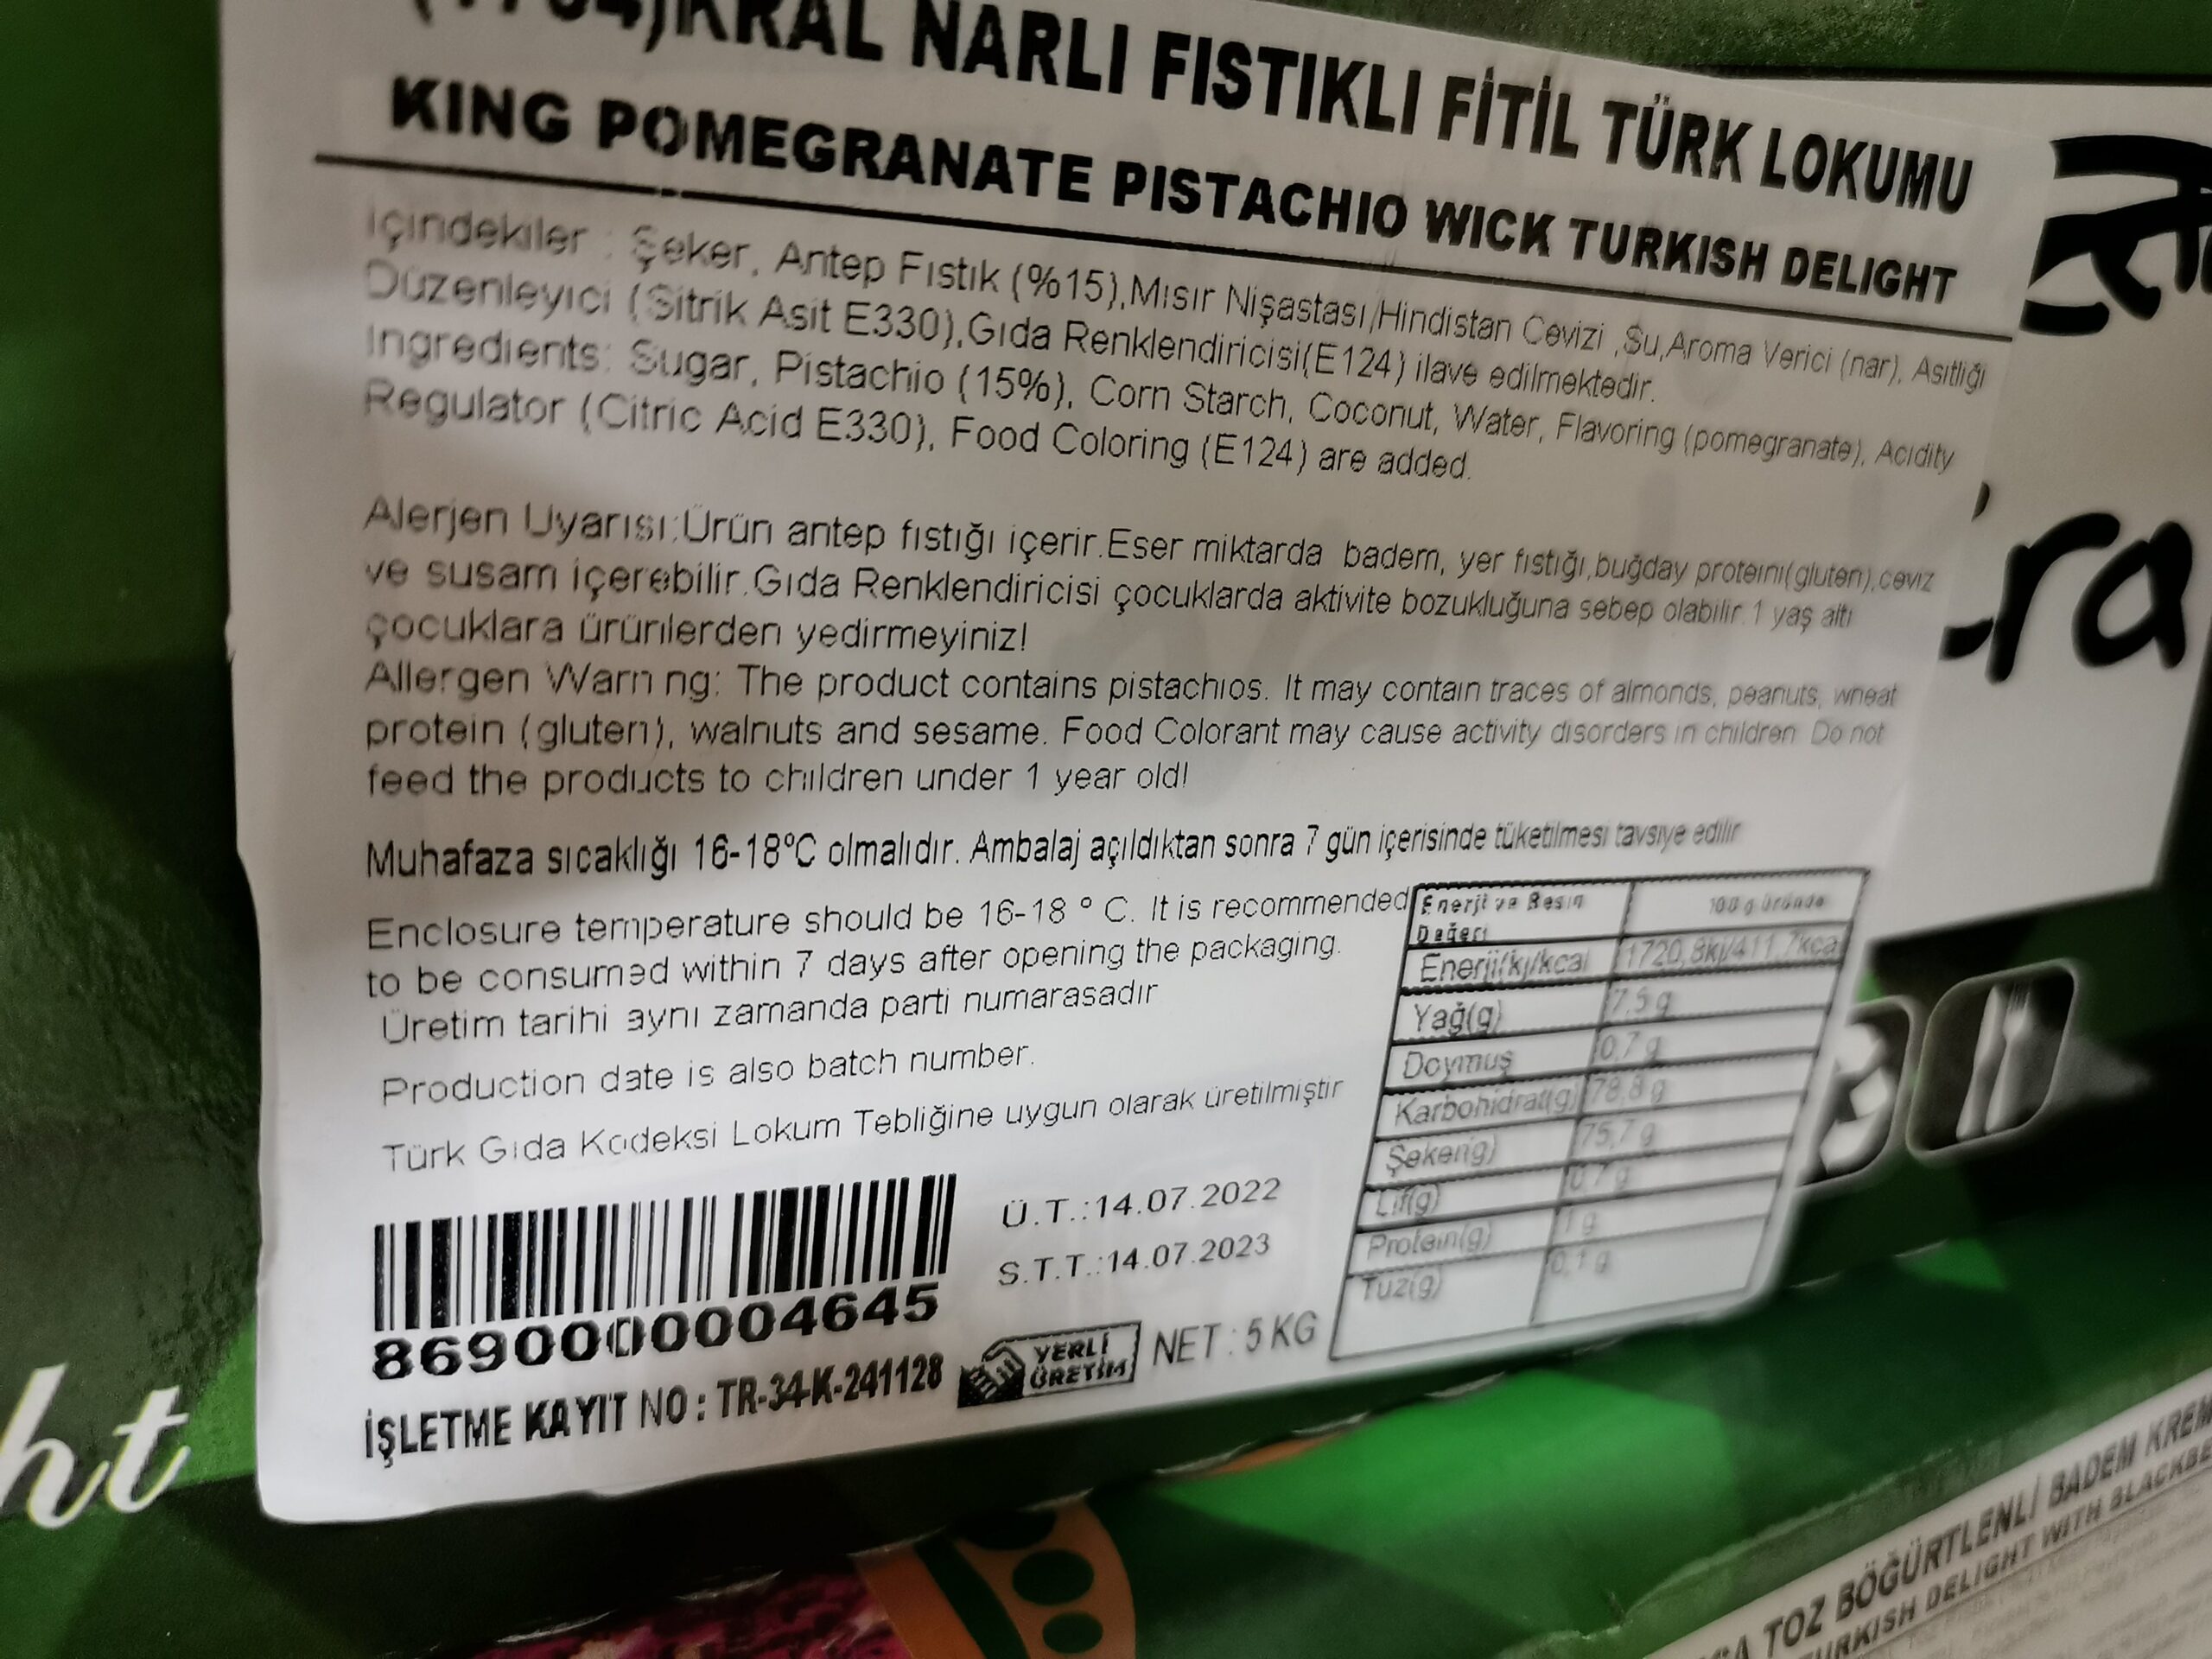 KRAL NARLI FISTIKLI FİTİL TÜRK LOKUMU
KING POMEGRANATE PISTACHIO WICK TURKISH DELIGHT
İçindekiler : Şeker, Antep Fıstık (%15),Mısır Nişastası,Hindistan Cevizi ,Su,Aroma Verici (nar), Asitliği
Düzenleyici (Sitrik Asit E330),Gıda Renklendiricisi(E124) ilave edilmektedir.
Ingredients: Sugar, Pistachio (15%), Corn Starch, Coconut, Water, Flavoring (pomegranate), Acidity
Regulator (Citric Acid E330), Food Coloring (E124) are added.
Alerjen Uyarısı:Ürün antep fıstığı içerir.Eser miktarda badem, yer fıstığı,buğday proteini(gluten),ceviz
ve susam içerebilir.Gıda Renklendiricisi çocuklarda aktivite bozukluğuna sebep olabilir.1 yaş altı
çocuklara ürünlerden yedirmeyiniz!
Allergen Warning: The product contains pistachios. It may contain traces of almonds, peanuts, wheat
protein (gluten), walnuts and sesame. Food Colorant may cause activity disorders in children. Do not
feed the products to children under 1 year old!
Muhafaza sıcaklığı 16-18°C olmalıdır. Ambalaj açıldıktan sonra 7 gün içerisinde tüketilmesi tavsiye edilir
Enclosure temperature should be 16-18 ° C. It is recommended
to be consumed within 7 days after opening the packaging.
Üretim tarihi aynı zamanda parti numarasadır
Production date is also batch number.
Türk Gıda Kodeksi Lokum Tebliğine uygun olarak üretilmiştir
Enerji ve Besin Değeri 100 g üründe
Enerji(kj/kcal 1720,8kj/411,7kca
Yağ(g) 7,5 g
Doymuş 0,7 g
Karbohidrat(g) 78,8 g
Şeker(g) 75,7 g
Lif(g) 0,7 g
Protein(g) 1 g
Tuz(g) 0,1 g
Ü.T.:14.07.2022
S.T.T.:14.07.2023
8690000004645
İŞLETME KAYIT NO : TR-34-K-241128
YERLİ
ÜRETİM
NET : 5 KG
ht
ra
TOZ BÖĞÜRTLENLİ BADEM KREM
TURKISH DELIGHT WITH BLACKBE